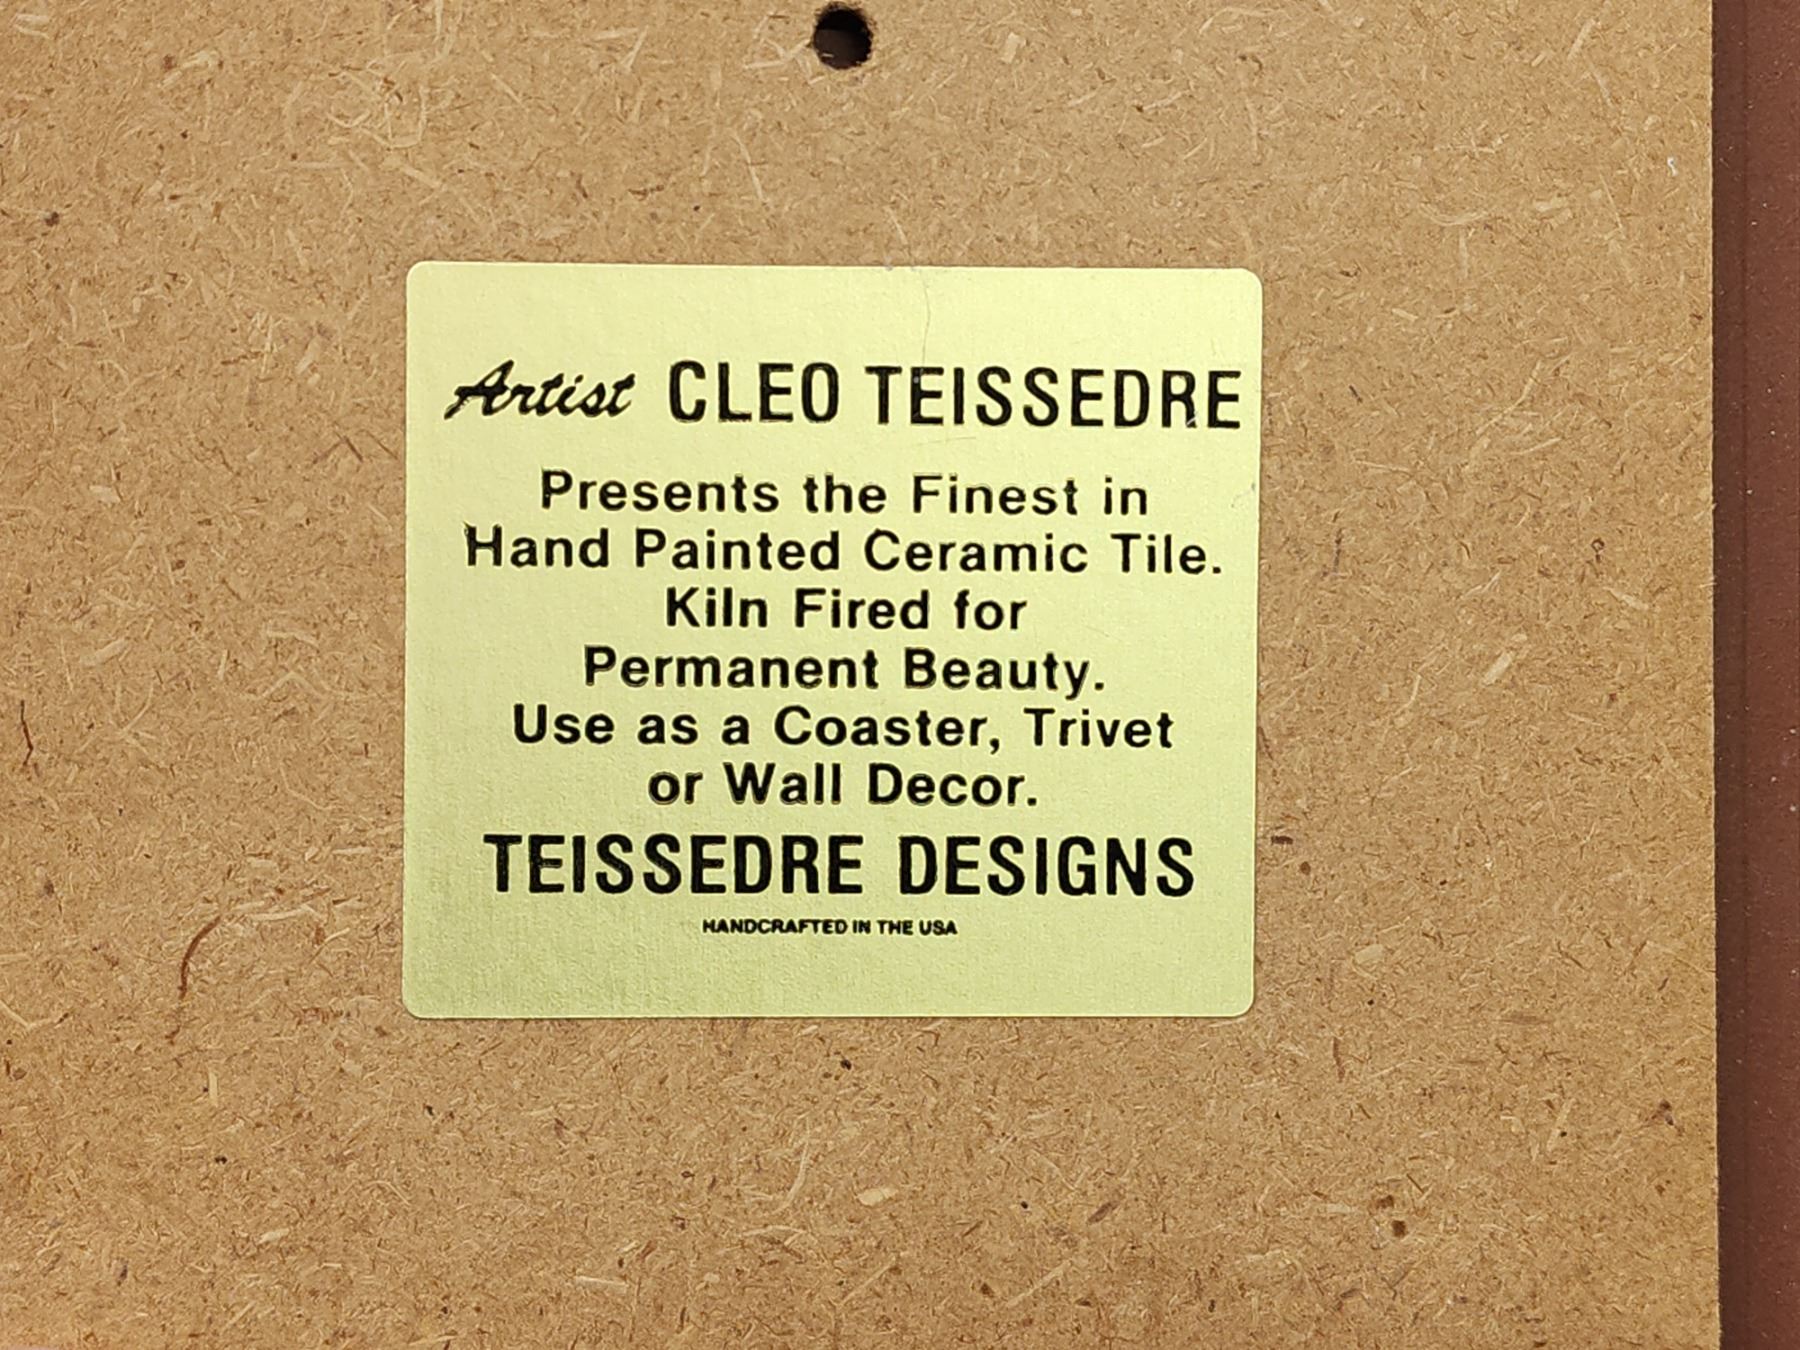 Artist CLEO TEISSEDRE
Presents the Finest in
Hand Painted Ceramic Tile.
Kiln Fired for
Permanent Beauty.
Use as a Coaster, Trivet
or Wall Decor.
TEISSEDRE DESIGNS
HANDCRAFTED IN THE USA